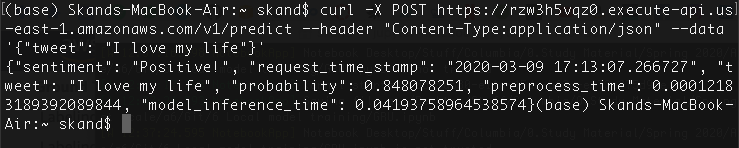 (base) Skands-MacBook-Air:~ skand$ curl -X POST https://rzw3h5vqz0.execute-api.us
-east-1.amazonaws.com/v1/predict --header "Content-Type:application/json" --data
'{"tweet": "I love my life"}'
{"sentiment": "Positive!", "request_time_stamp": "2020-03-09 17:13:07.266727", "t
weet": "I love my life", "probability": 0.848078251, "preprocess_time": 0.0001218
3189392089844, "model_inference_time": 0.04193758964538574}(base) Skands-MacBook-
Air:~ skand$